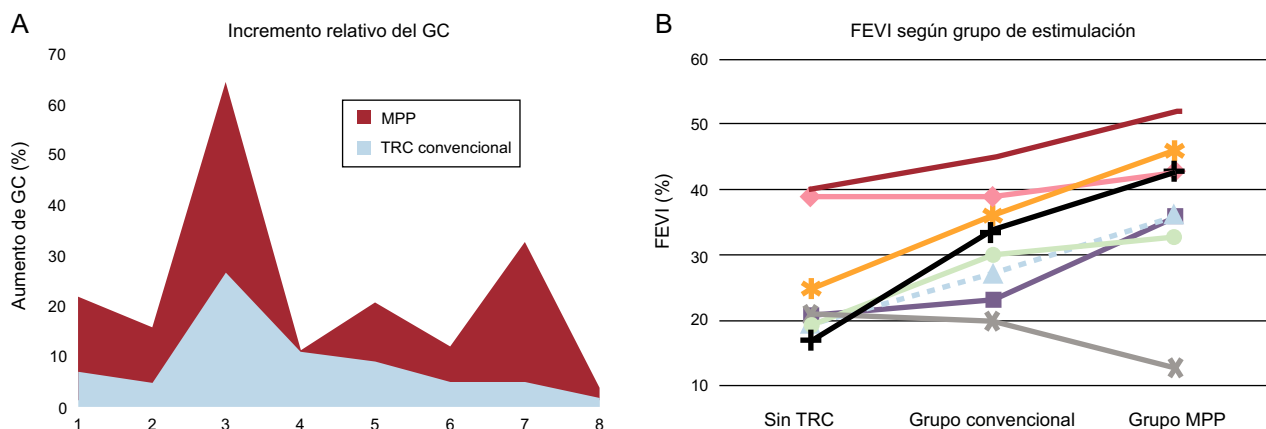 A
Incremento relativo del GC
Aumento de GC (%)
70
60
50
40
30
20
10
0
MPP
TRC convencional
1 2 3 4 5 6 7 8
B
FEVI según grupo de estimulación
FEVI (%)
60
50
40
30
20
10
Sin TRC Grupo convencional Grupo MPP